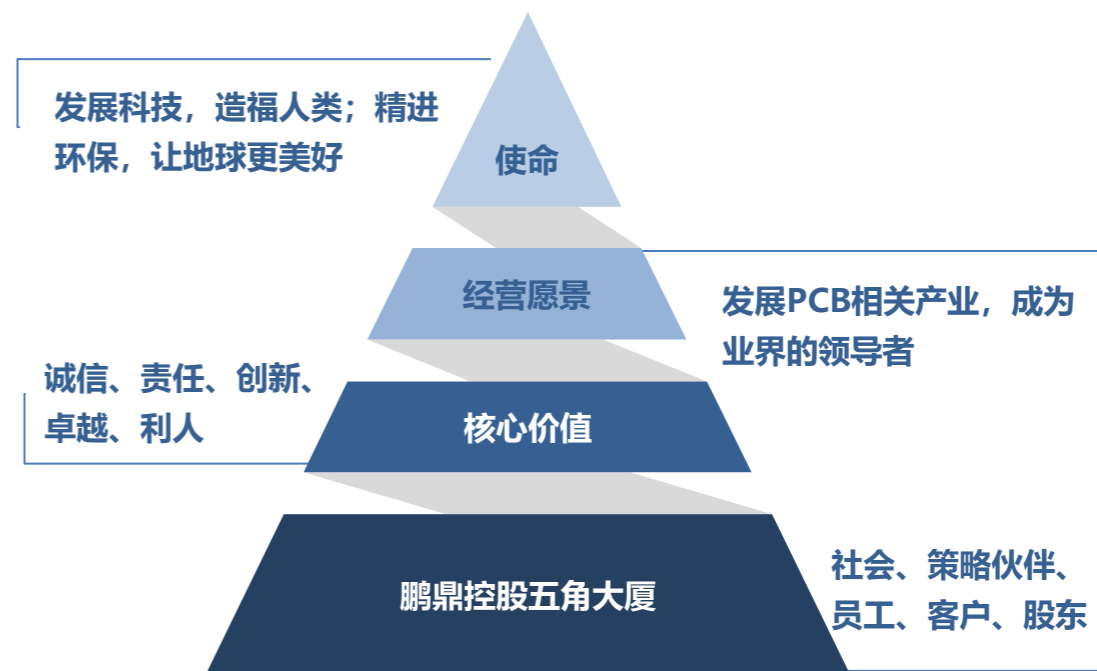 发展科技，造福人类；精进
环保，让地球更美好
使命
经营愿景
发展PCB相关产业，成为
业界的领导者
诚信、责任、创新、
卓越、利人
核心价值
鹏鼎控股五角大厦
社会、策略伙伴、
员工、客户、股东